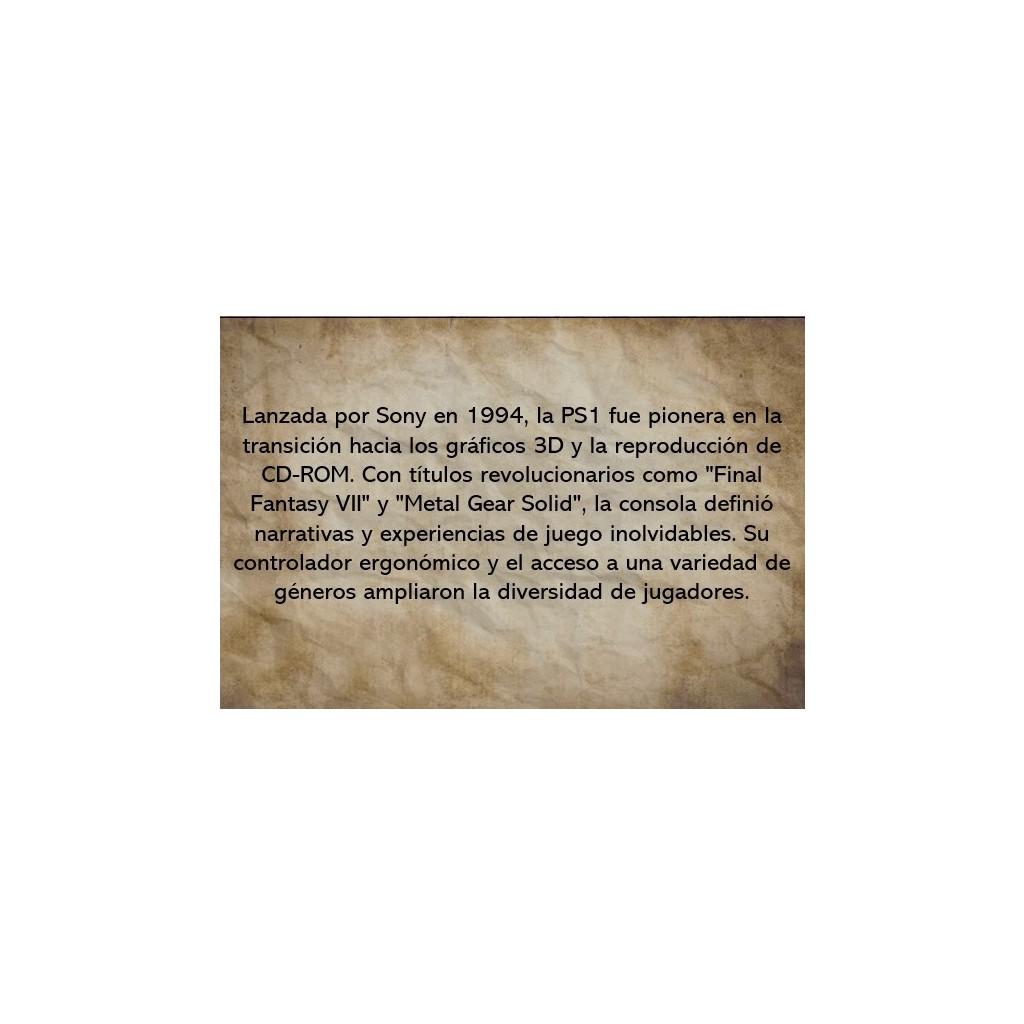 Lanzada por Sony en 1994, la PS1 fue pionera en la
transición hacia los gráficos 3D y la reproducción de
CD-ROM. Con títulos revolucionarios como "Final
Fantasy VII" y "Metal Gear Solid", la consola definió
narrativas y experiencias de juego inolvidables. Su
controlador ergonómico y el acceso a una variedad de
géneros ampliaron la diversidad de jugadores.